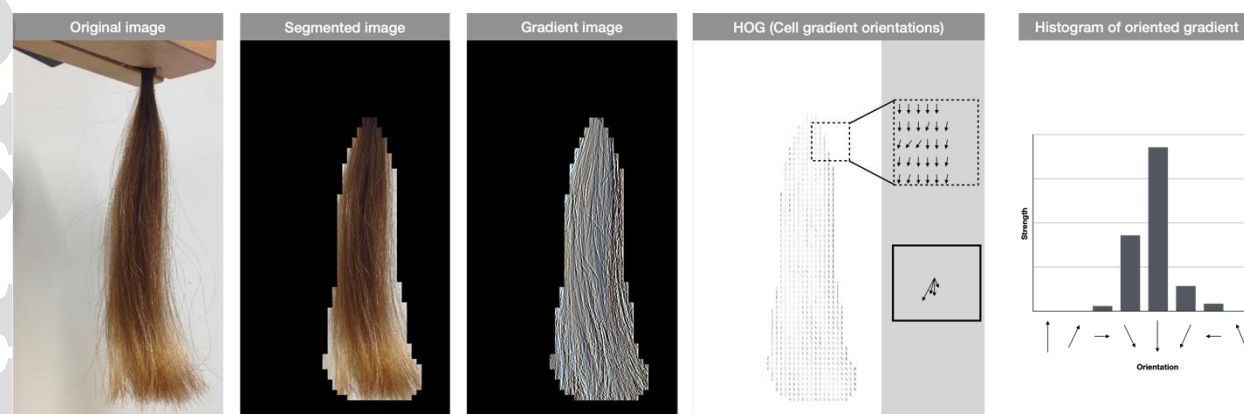 Original image
Segmented image
Gradient image
HOG (Cell gradient orientations)
Histogram of oriented gradient
Strength
Orientation